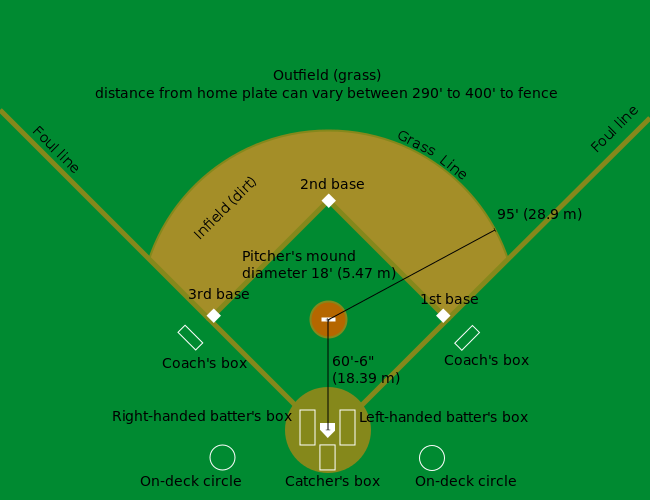 Outfield (grass)
distance from home plate can vary between 290' to 400' to fence
Foul line
Foul line
Grass Line
Infield (dirt)
2nd base
95' (28.9 m)
Pitcher's mound
diameter 18' (5.47 m)
3rd base
1st base
Coach's box
60'-6"
(18.39 m)
Coach's box
Right-handed batter's box
Left-handed batter's box
On-deck circle
Catcher's box
On-deck circle